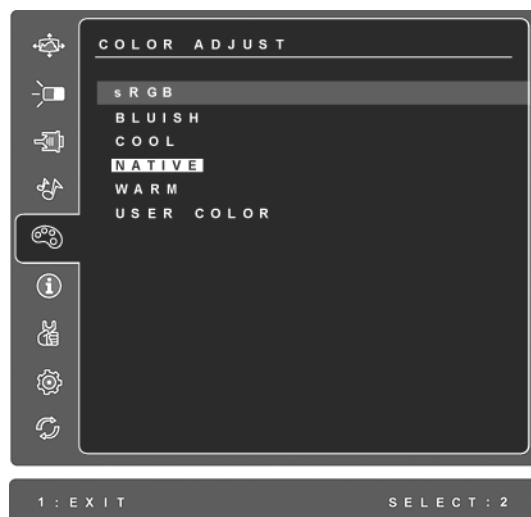 COLOR ADJUST
sRGB
BLUISH
COOL
NATIVE
WARM
USER COLOR
1:EXIT SELECT:2